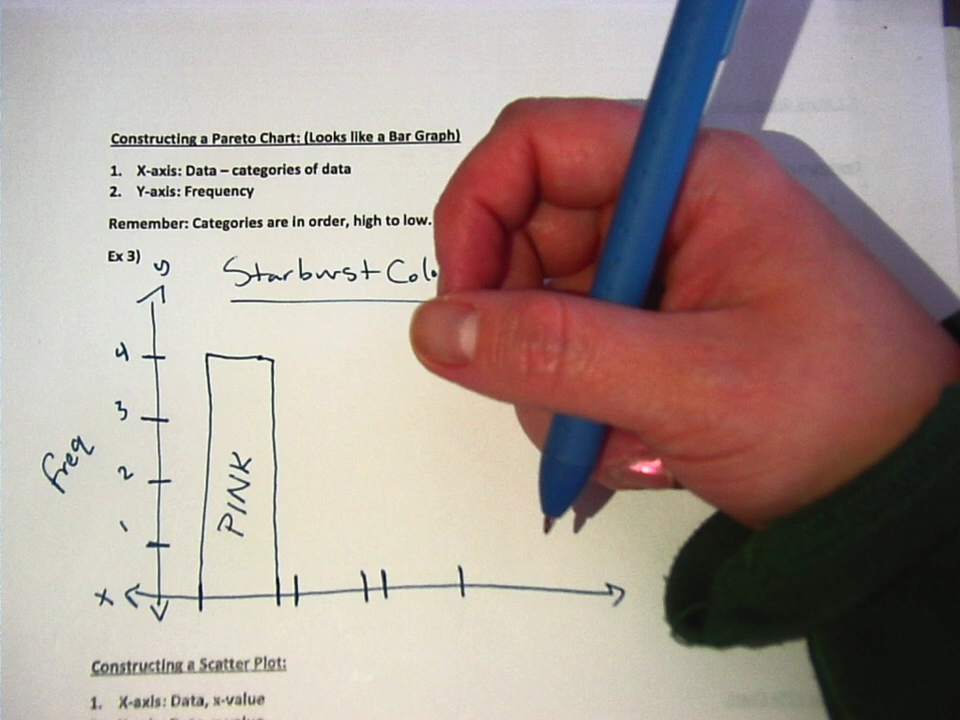 Constructing a Pareto Chart: (Looks like a Bar Graph)
1. X-axis: Data – categories of data
2. Y-axis: Frequency
Remember: Categories are in order, high to low.
Ex 3)
y
Starburst Colo
4
3
2
1
Freq
PINK
x
Constructing a Scatter Plot:
1. X-axis: Data, x-value